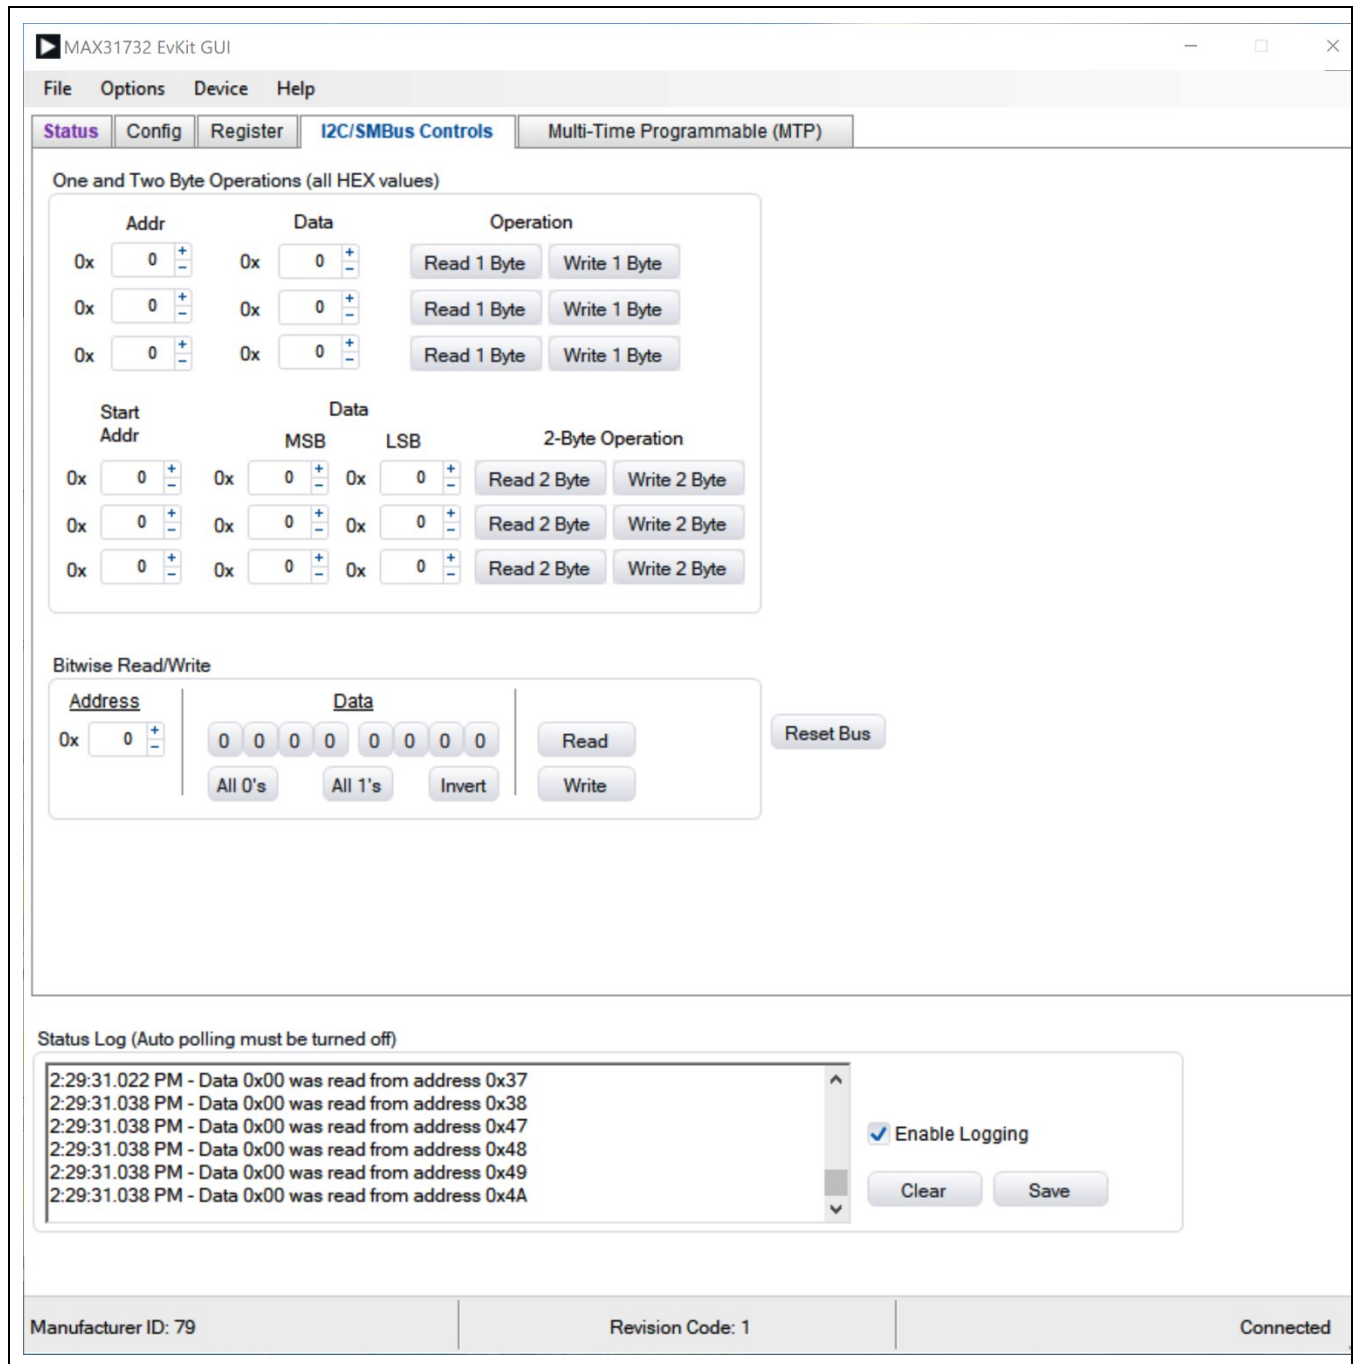 MAX31732 EvKit GUI
File Options Device Help
Status Config Register I2C/SMBus Controls Multi-Time Programmable (MTP)
One and Two Byte Operations (all HEX values)
Addr Data Operation
0x 0 + - 0x 0 + - Read 1 Byte Write 1 Byte
0x 0 + - 0x 0 + - Read 1 Byte Write 1 Byte
0x 0 + - 0x 0 + - Read 1 Byte Write 1 Byte
Start Data
Addr MSB LSB 2-Byte Operation
0x 0 + - 0x 0 + - 0x 0 + - Read 2 Byte Write 2 Byte
0x 0 + - 0x 0 + - 0x 0 + - Read 2 Byte Write 2 Byte
0x 0 + - 0x 0 + - 0x 0 + - Read 2 Byte Write 2 Byte
Bitwise Read/Write
Address Data
0x 0 + - 0 0 0 0 0 0 0 0 Read Reset Bus
All 0's All 1's Invert Write
Status Log (Auto polling must be turned off)
2:29:31.022 PM - Data 0x00 was read from address 0x37
2:29:31.038 PM - Data 0x00 was read from address 0x38
2:29:31.038 PM - Data 0x00 was read from address 0x47
2:29:31.038 PM - Data 0x00 was read from address 0x48
2:29:31.038 PM - Data 0x00 was read from address 0x49
2:29:31.038 PM - Data 0x00 was read from address 0x4A
Enable Logging
Clear Save
Manufacturer ID: 79 Revision Code: 1 Connected